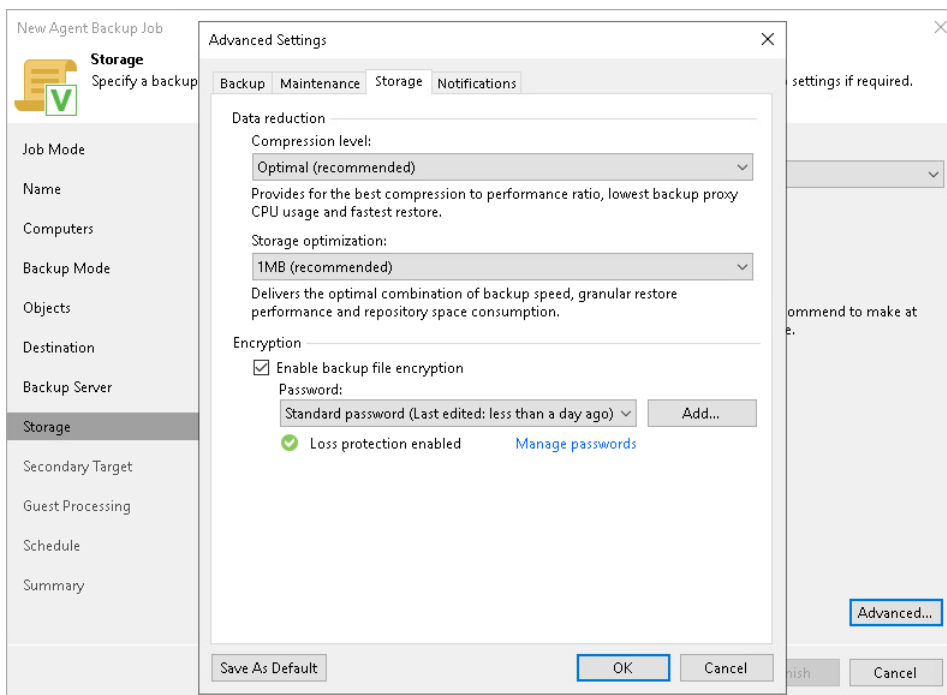 New Agent Backup Job
Storage
Specify a backup
settings if required.
Job Mode
Name
Computers
Backup Mode
Objects
Destination
Backup Server
Storage
Secondary Target
Guest Processing
Schedule
Summary
ommend to make at
e.
Advanced...
nish
Cancel
Advanced Settings
Backup Maintenance Storage Notifications
Data reduction
Compression level:
Optimal (recommended)
Provides for the best compression to performance ratio, lowest backup proxy
CPU usage and fastest restore.
Storage optimization:
1MB (recommended)
Delivers the optimal combination of backup speed, granular restore
performance and repository space consumption.
Encryption
Enable backup file encryption
Password:
Standard password (Last edited: less than a day ago) Add...
Loss protection enabled Manage passwords
Save As Default OK Cancel
V